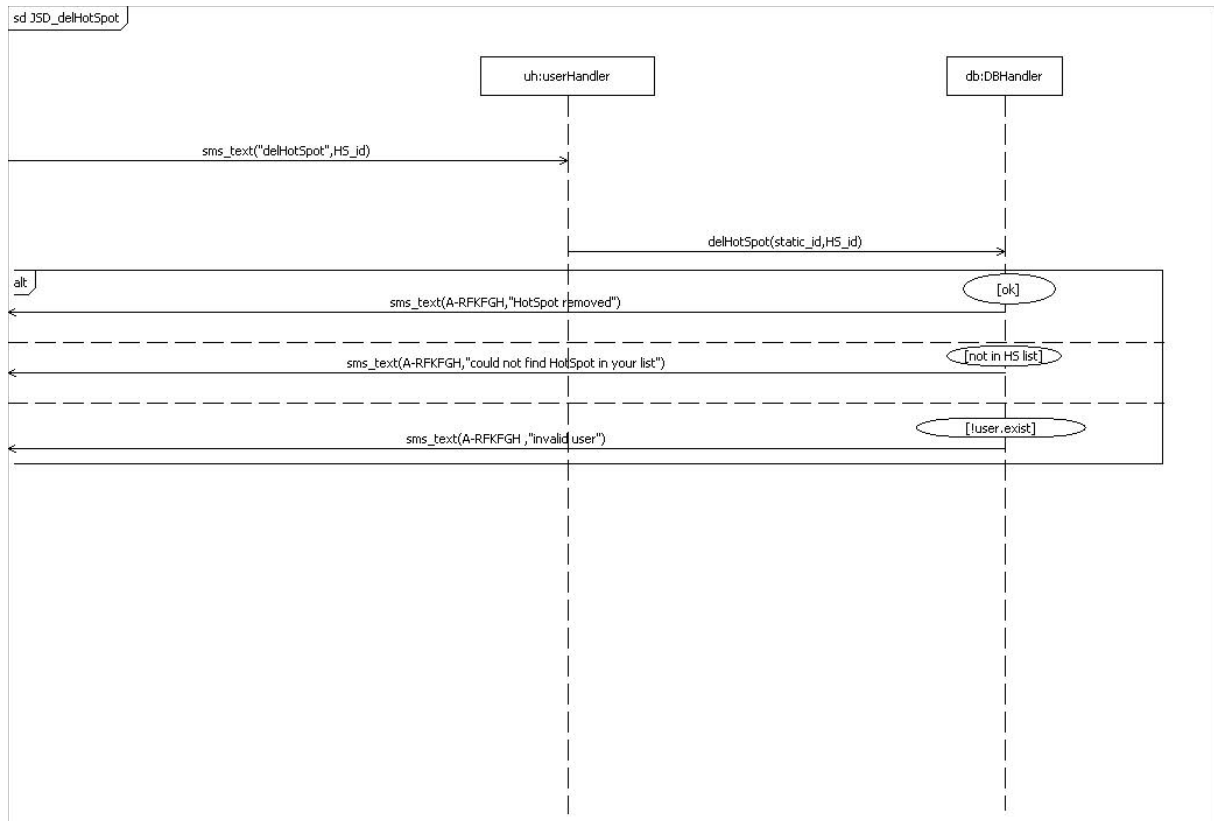 sd JSD_delHotSpot
uh:userHandler
db:DBHandler
sms_text("delHotSpot",HS_id)
delHotSpot(static_id,HS_id)
alt
[ok]
sms_text(A-RFKFGH,"HotSpot removed")
[not in HS list]
sms_text(A-RFKFGH,"could not find HotSpot in your list")
[!user.exist]
sms_text(A-RFKFGH ,"invalid user")